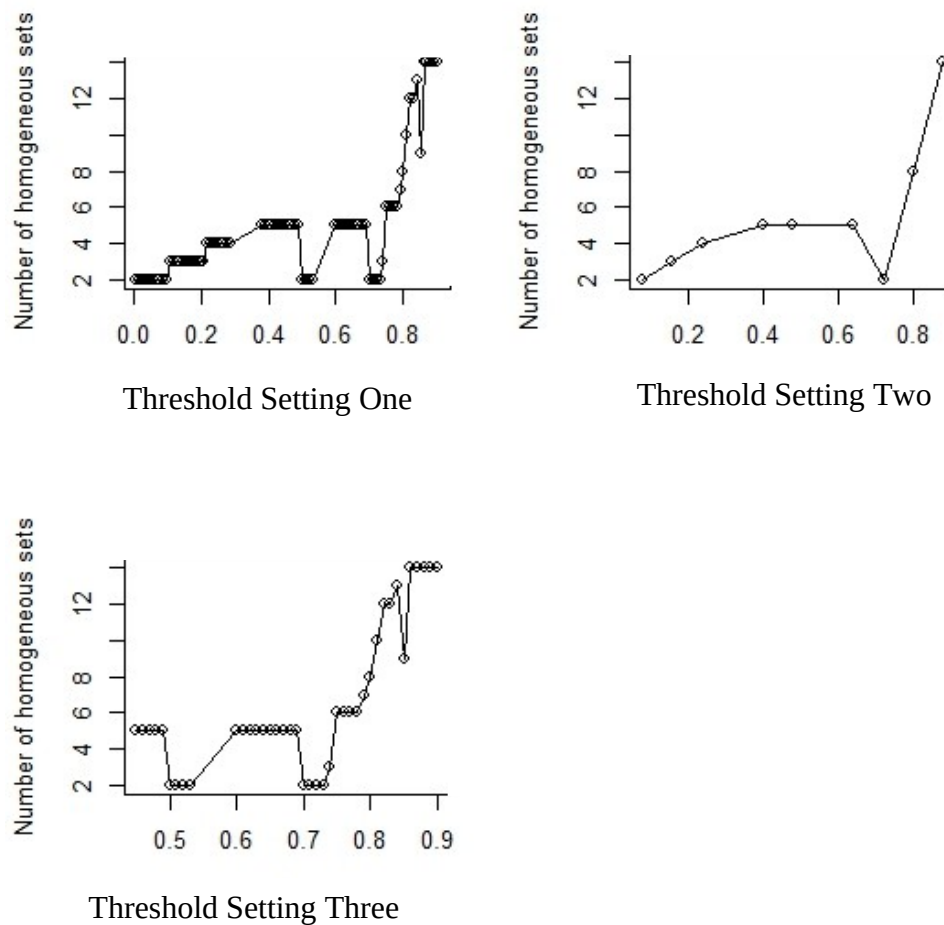 Number of homogeneous sets
2 4 6 8 12
0.0 0.2 0.4 0.6 0.8
Threshold Setting One
Number of homogeneous sets
2 4 6 8 12
0.2 0.4 0.6 0.8
Threshold Setting Two
Number of homogeneous sets
2 4 6 8 12
0.5 0.6 0.7 0.8 0.9
Threshold Setting Three